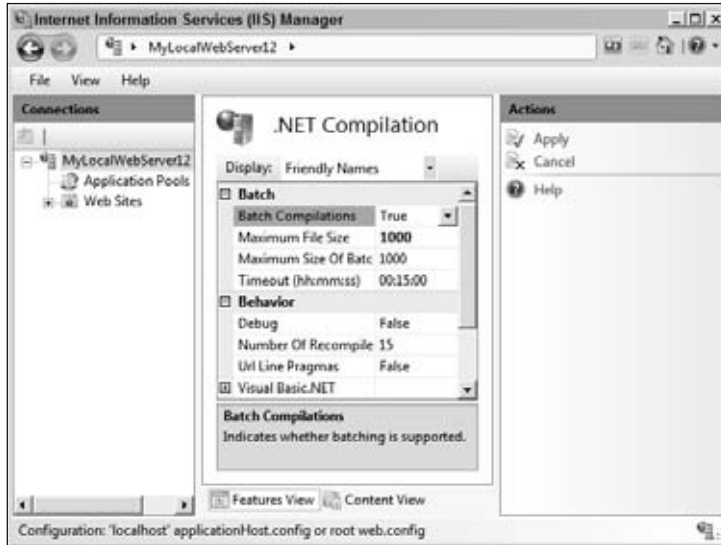 Internet Information Services (IIS) Manager
MyLocalWebServer12
File View Help
Connections
MyLocalWebServer12
Application Pools
Web Sites
.NET Compilation
Display: Friendly Names
Batch
Batch Compilations True
Maximum File Size 1000
Maximum Size Of Batc 1000
Timeout (hh:mm:ss) 00:15:00
Behavior
Debug False
Number Of Recompile 15
Url Line Pragmas False
Visual Basic.NET
Batch Compilations
Indicates whether batching is supported.
Features View Content View
Actions
Apply
Cancel
Help
Configuration: 'localhost' applicationHost.config or root web.config